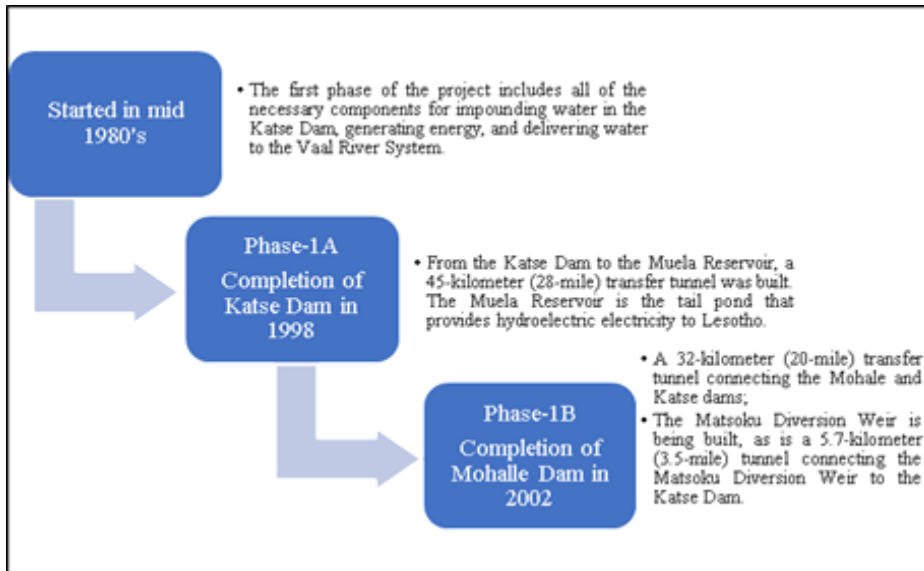 Started in mid
1980's
• The first phase of the project includes all of the
necessary components for impounding water in the
Katse Dam, generating energy, and delivering water
to the Vaal River System.
Phase-1A
Completion of
Katse Dam in
1998
• From the Katse Dam to the Muela Reservoir, a
45-kilometer (28-mile) transfer tunnel was built.
The Muela Reservoir is the tail pond that
provides hydroelectric electricity to Lesotho.
Phase-1B
Completion of
Mohalle Dam in
2002
• A 32-kilometer (20-mile) transfer
tunnel connecting the Mohale and
Katse dams;
• The Matsoku Diversion Weir is
being built, as is a 5.7-kilometer
(3.5-mile) tunnel connecting the
Matsoku Diversion Weir to the
Katse Dam.